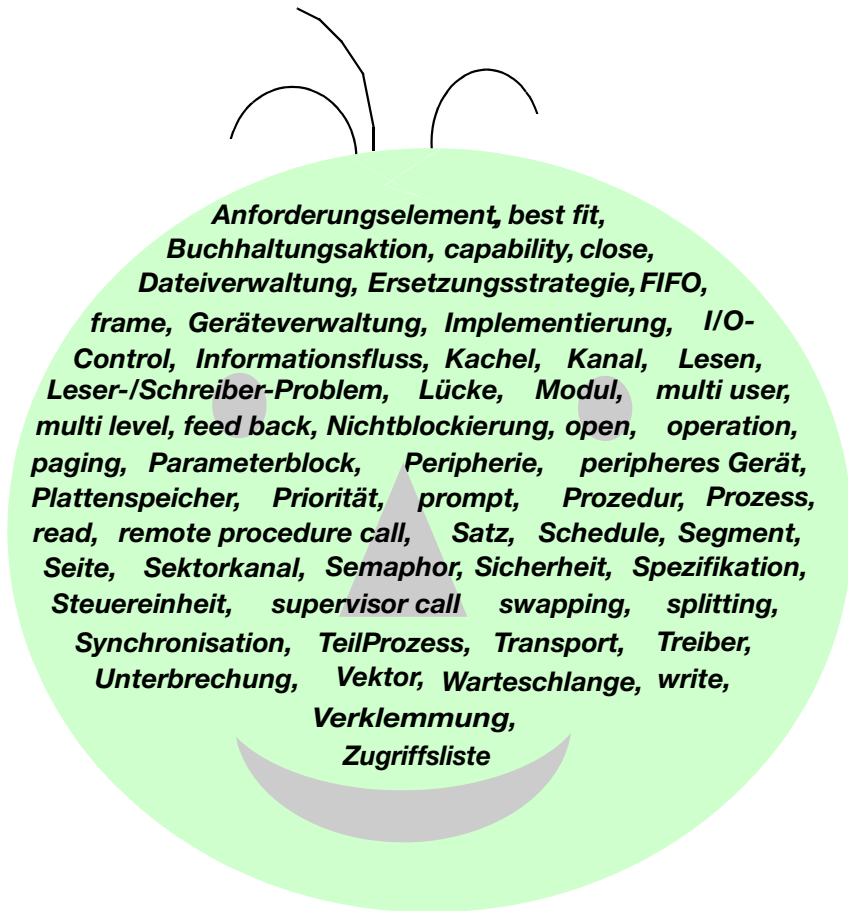 Anforderungselement, best fit,
Buchhaltungsaktion, capability, close,
Dateiverwaltung, Ersetzungsstrategie, FIFO,
frame, Geräteverwaltung, Implementierung, I/O-
Control, Informationsfluss, Kachel, Kanal, Lesen,
Leser-/Schreiber-Problem, Lücke, Modul, multi user,
multi level, feed back, Nichtblockierung, open, operation,
paging, Parameterblock, Peripherie, peripheres Gerät,
Plattenspeicher, Priorität, prompt, Prozedur, Prozess,
read, remote procedure call, Satz, Schedule, Segment,
Seite, Sektorkanal, Semaphor, Sicherheit, Spezifikation,
Steuereinheit, supervisor call swapping, splitting,
Synchronisation, TeilProzess, Transport, Treiber,
Unterbrechung, Vektor, Warteschlange, write,
Verklemmung,
Zugriffsliste